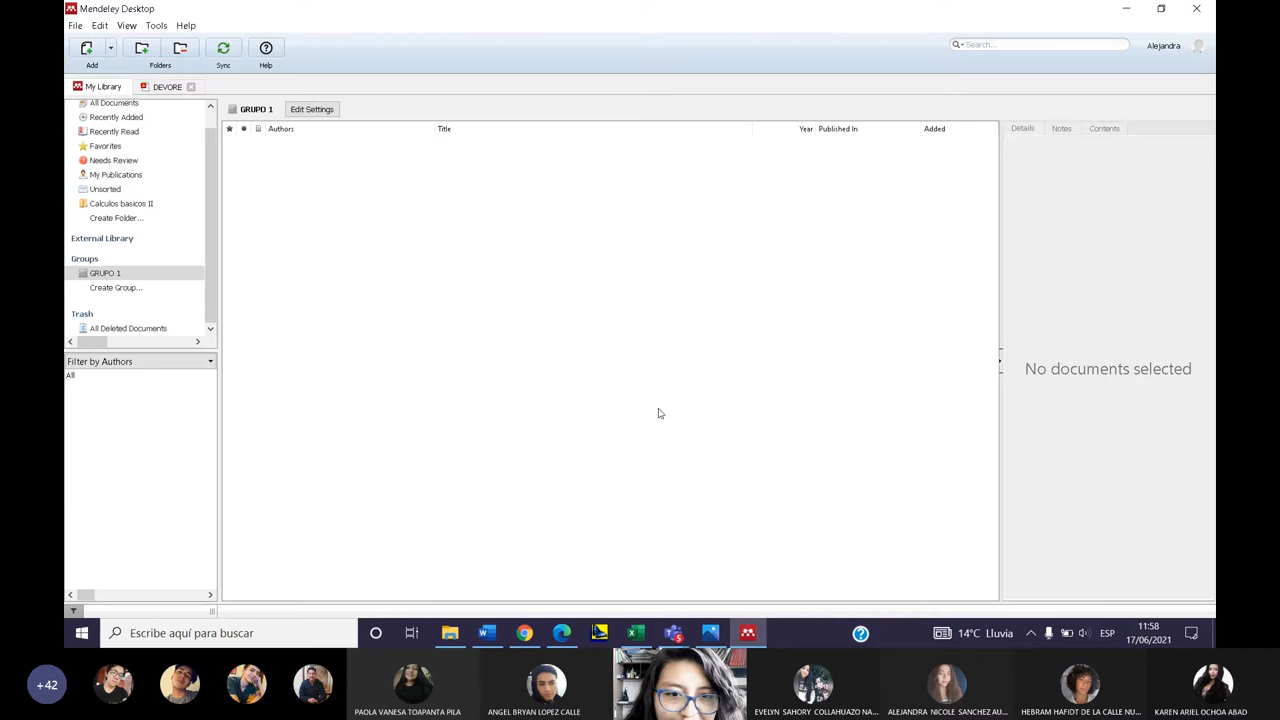 Mendeley Desktop
File Edit View Tools Help
Search...
Alejandra
Add Folders Sync Help
My Library DEVORE
All Documents
Recently Added
Recently Read
Favorites
Needs Review
My Publications
Unsorted
Calculos basicos II
Create Folder...
External Library
Groups
GRUPO 1
Create Group...
Trash
All Deleted Documents
Filter by Authors
All
GRUPO 1 Edit Settings
Authors Title Year Published In Added
Details Notes Contents
No documents selected
Escribe aquí para buscar
5
14°C Lluvia
ESP
11:58
17/06/2021
+42
PAOLA VANESA TOAPANTA PILA
ANGEL BRYAN LOPEZ CALLE
EVELYN SAHORY COLLAHUAZO NA...
ALEJANDRA NICOLE SANCHEZ AU...
HEBRAM HAFIDT DE LA CALLE NU...
KAREN ARIEL OCHOA ABAD